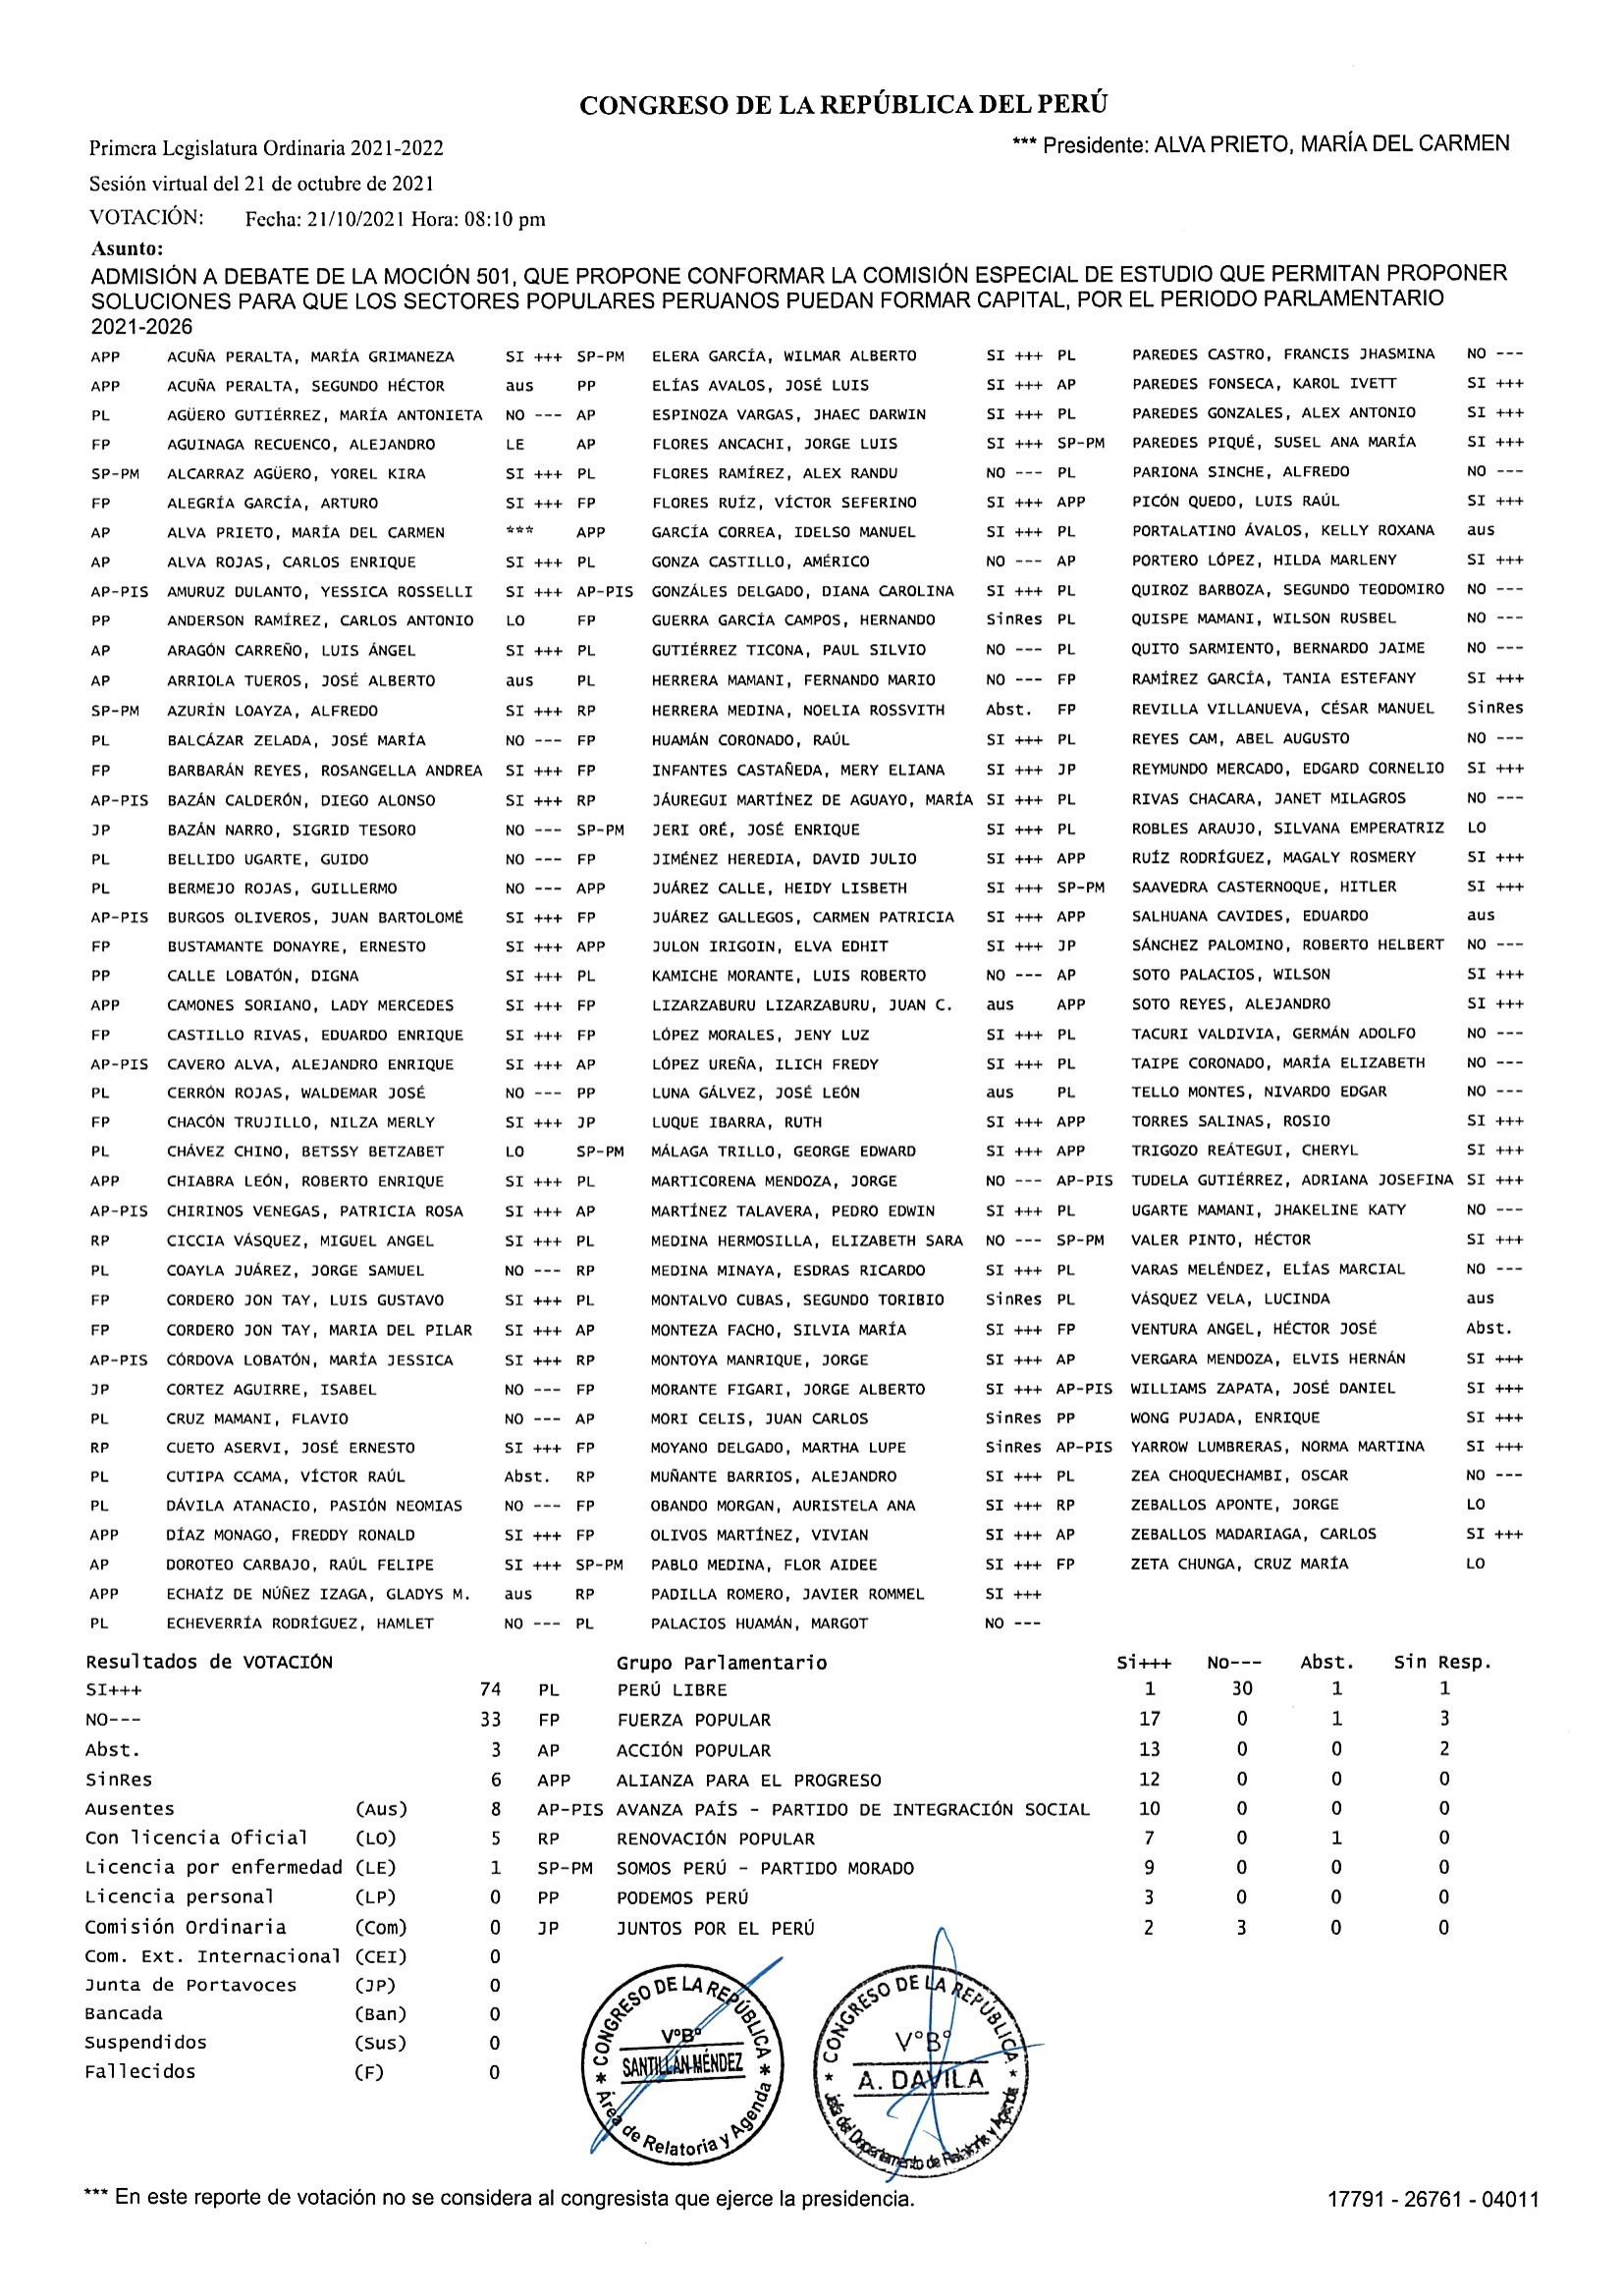 CONGRESO DE LA REPÚBLICA DEL PERÚ
Primera Legislatura Ordinaria 2021-2022 *** Presidente: ALVA PRIETO, MARÍA DEL CARMEN
Sesión virtual del 21 de octubre de 2021
VOTACIÓN: Fecha: 21/10/2021 Hora: 08:10 pm
Asunto:
ADMISIÓN A DEBATE DE LA MOCIÓN 501, QUE PROPONE CONFORMAR LA COMISIÓN ESPECIAL DE ESTUDIO QUE PERMITAN PROPONER
SOLUCIONES PARA QUE LOS SECTORES POPULARES PERUANOS PUEDAN FORMAR CAPITAL, POR EL PERIODO PARLAMENTARIO
2021-2026
APP ACUÑA PERALTA, MARÍA GRIMANEZA SI +++ SP-PM ELERA GARCÍA, WILMAR ALBERTO SI +++ PL PAREDES CASTRO, FRANCIS JHASMINA NO ---
APP ACUÑA PERALTA, SEGUNDO HÉCTOR aus PP ELÍAS AVALOS, JOSÉ LUIS SI +++ AP PAREDES FONSECA, KAROL IVETT SI +++
PL AGÜERO GUTIÉRREZ, MARÍA ANTONIETA NO --- AP ESPINOZA VARGAS, JHAEC DARWIN SI +++ PL PAREDES GONZALES, ALEX ANTONIO SI +++
FP AGUINAGA RECUENCO, ALEJANDRO LE AP FLORES ANCACHI, JORGE LUIS SI +++ SP-PM PAREDES PIQUÉ, SUSEL ANA MARÍA SI +++
SP-PM ALCARRAZ AGÜERO, YOREL KIRA SI +++ PL FLORES RAMÍREZ, ALEX RANDU NO --- PL PARIONA SINCHE, ALFREDO NO ---
FP ALEGRÍA GARCÍA, ARTURO SI +++ FP FLORES RUÍZ, VÍCTOR SEFERINO SI +++ APP PICÓN QUEDO, LUIS RAÚL SI +++
AP ALVA PRIETO, MARÍA DEL CARMEN *** APP GARCÍA CORREA, IDELSO MANUEL SI +++ PL PORTALATINO ÁVALOS, KELLY ROXANA aus
AP ALVA ROJAS, CARLOS ENRIQUE SI +++ PL GONZA CASTILLO, AMÉRICO NO --- AP PORTERO LÓPEZ, HILDA MARLENY SI +++
AP-PIS AMURUZ DULANTO, YESSICA ROSSELLI SI +++ AP-PIS GONZÁLES DELGADO, DIANA CAROLINA SI +++ PL QUIROZ BARBOZA, SEGUNDO TEODOMIRO NO ---
PP ANDERSON RAMÍREZ, CARLOS ANTONIO LO FP GUERRA GARCÍA CAMPOS, HERNANDO SinRes PL QUISPE MAMANI, WILSON RUSBEL NO ---
AP ARAGÓN CARREÑO, LUIS ÁNGEL SI +++ PL GUTIÉRREZ TICONA, PAUL SILVIO NO --- PL QUITO SARMIENTO, BERNARDO JAIME NO ---
AP ARRIOLA TUEROS, JOSÉ ALBERTO aus PL HERRERA MAMANI, FERNANDO MARIO NO --- FP RAMÍREZ GARCÍA, TANIA ESTEFANY SI +++
SP-PM AZURÍN LOAYZA, ALFREDO SI +++ RP HERRERA MEDINA, NOELIA ROSSVITH Abst. FP REVILLA VILLANUEVA, CÉSAR MANUEL SinRes
PL BALCÁZAR ZELADA, JOSÉ MARÍA NO --- FP HUAMÁN CORONADO, RAÚL SI +++ PL REYES CAM, ABEL AUGUSTO NO ---
FP BARBARÁN REYES, ROSANGELLA ANDREA SI +++ FP INFANTES CASTAÑEDA, MERY ELIANA SI +++ JP REYMUNDO MERCADO, EDGARD CORNELIO SI +++
AP-PIS BAZÁN CALDERÓN, DIEGO ALONSO SI +++ RP JÁUREGUI MARTÍNEZ DE AGUAYO, MARÍA SI +++ PL RIVAS CHACARA, JANET MILAGROS NO ---
JP BAZÁN NARRO, SIGRID TESORO NO --- SP-PM JERI ORÉ, JOSÉ ENRIQUE SI +++ PL ROBLES ARAUJO, SILVANA EMPERATRIZ LO
PL BELLIDO UGARTE, GUIDO NO --- FP JIMÉNEZ HEREDIA, DAVID JULIO SI +++ APP RUÍZ RODRÍGUEZ, MAGALY ROSMERY SI +++
PL BERMEJO ROJAS, GUILLERMO NO --- APP JUÁREZ CALLE, HEIDY LISBETH SI +++ SP-PM SAAVEDRA CASTERNOQUE, HITLER SI +++
AP-PIS BURGOS OLIVEROS, JUAN BARTOLOMÉ SI +++ FP JUÁREZ GALLEGOS, CARMEN PATRICIA SI +++ APP SALHUANA CAVIDES, EDUARDO aus
FP BUSTAMANTE DONAYRE, ERNESTO SI +++ APP JULON IRIGOIN, ELVA EDHIT SI +++ JP SÁNCHEZ PALOMINO, ROBERTO HELBERT NO ---
PP CALLE LOBATÓN, DIGNA SI +++ PL KAMICHE MORANTE, LUIS ROBERTO NO --- AP SOTO PALACIOS, WILSON SI +++
APP CAMONES SORIANO, LADY MERCEDES SI +++ FP LIZARZABURU LIZARZABURU, JUAN C. aus APP SOTO REYES, ALEJANDRO SI +++
FP CASTILLO RIVAS, EDUARDO ENRIQUE SI +++ FP LÓPEZ MORALES, JENY LUZ SI +++ PL TACURI VALDIVIA, GERMÁN ADOLFO NO ---
AP-PIS CAVERO ALVA, ALEJANDRO ENRIQUE SI +++ AP LÓPEZ UREÑA, ILICH FREDY SI +++ PL TAIPE CORONADO, MARÍA ELIZABETH NO ---
PL CERRÓN ROJAS, WALDEMAR JOSÉ NO --- PP LUNA GÁLVEZ, JOSÉ LEÓN aus PL TELLO MONTES, NIVARDO EDGAR NO ---
FP CHACÓN TRUJILLO, NILZA MERLY SI +++ JP LUQUE IBARRA, RUTH SI +++ APP TORRES SALINAS, ROSIO SI +++
PL CHÁVEZ CHINO, BETSSY BETZABET LO SP-PM MÁLAGA TRILLO, GEORGE EDWARD SI +++ APP TRIGOZO REÁTEGUI, CHERYL SI +++
APP CHIABRA LEÓN, ROBERTO ENRIQUE SI +++ PL MARTICORENA MENDOZA, JORGE NO --- AP-PIS TUDELA GUTIÉRREZ, ADRIANA JOSEFINA SI +++
AP-PIS CHIRINOS VENEGAS, PATRICIA ROSA SI +++ AP MARTÍNEZ TALAVERA, PEDRO EDWIN SI +++ PL UGARTE MAMANI, JHAKELINE KATY NO ---
RP CICCIA VÁSQUEZ, MIGUEL ANGEL SI +++ PL MEDINA HERMOSILLA, ELIZABETH SARA NO --- SP-PM VALER PINTO, HÉCTOR SI +++
PL COAYLA JUÁREZ, JORGE SAMUEL NO --- RP MEDINA MINAYA, ESDRAS RICARDO SI +++ PL VARAS MELÉNDEZ, ELÍAS MARCIAL NO ---
FP CORDERO JON TAY, LUIS GUSTAVO SI +++ PL MONTALVO CUBAS, SEGUNDO TORIBIO SinRes PL VÁSQUEZ VELA, LUCINDA aus
FP CORDERO JON TAY, MARIA DEL PILAR SI +++ AP MONTEZA FACHO, SILVIA MARÍA SI +++ FP VENTURA ANGEL, HÉCTOR JOSÉ Abst.
AP-PIS CÓRDOVA LOBATÓN, MARÍA JESSICA SI +++ RP MONTOYA MANRIQUE, JORGE SI +++ AP VERGARA MENDOZA, ELVIS HERNÁN SI +++
JP CORTEZ AGUIRRE, ISABEL NO --- FP MORANTE FIGARI, JORGE ALBERTO SI +++ AP-PIS WILLIAMS ZAPATA, JOSÉ DANIEL SI +++
PL CRUZ MAMANI, FLAVIO NO --- AP MORI CELIS, JUAN CARLOS SinRes PP WONG PUJADA, ENRIQUE SI +++
RP CUETO ASERVI, JOSÉ ERNESTO SI +++ FP MOYANO DELGADO, MARTHA LUPE SinRes AP-PIS YARROW LUMBRERAS, NORMA MARTINA SI +++
PL CUTIPA CCAMA, VÍCTOR RAÚL Abst. RP MUÑANTE BARRIOS, ALEJANDRO SI +++ PL ZEA CHOQUECHAMBI, OSCAR NO ---
PL DÁVILA ATANACIO, PASIÓN NEOMIAS NO --- FP OBANDO MORGAN, AURISTELA ANA SI +++ RP ZEBALLOS APONTE, JORGE LO
APP DÍAZ MONAGO, FREDDY RONALD SI +++ FP OLIVOS MARTÍNEZ, VIVIAN SI +++ AP ZEBALLOS MADARIAGA, CARLOS SI +++
AP DOROTEO CARBAJO, RAÚL FELIPE SI +++ SP-PM PABLO MEDINA, FLOR AIDEE SI +++ FP ZETA CHUNGA, CRUZ MARÍA LO
APP ECHAÍZ DE NÚÑEZ IZAGA, GLADYS M. aus RP PADILLA ROMERO, JAVIER ROMMEL SI +++
PL ECHEVERRÍA RODRÍGUEZ, HAMLET NO --- PL PALACIOS HUAMÁN, MARGOT NO ---
Resultados de VOTACIÓN Grupo Parlamentario Si+++ No--- Abst. Sin Resp.
SI+++ 74 PL PERÚ LIBRE 1 30 1 1
NO--- 33 FP FUERZA POPULAR 17 0 1 3
Abst. 3 AP ACCIÓN POPULAR 13 0 0 2
SinRes 6 APP ALIANZA PARA EL PROGRESO 12 0 0 0
Ausentes (Aus) 8 AP-PIS AVANZA PAÍS - PARTIDO DE INTEGRACIÓN SOCIAL 10 0 0 0
Con licencia Oficial (LO) 5 RP RENOVACIÓN POPULAR 7 0 1 0
Licencia por enfermedad (LE) 1 SP-PM SOMOS PERÚ - PARTIDO MORADO 9 0 0 0
Licencia personal (LP) 0 PP PODEMOS PERÚ 3 0 0 0
Comisión Ordinaria (Com) 0 JP JUNTOS POR EL PERÚ 2 3 0 0
Com. Ext. Internacional (CEI) 0
Junta de Portavoces (JP) 0
Bancada (Ban) 0
Suspendidos (Sus) 0
Fallecidos (F) 0
* CONGRESO DE LA REPÚBLICA *
V°B°
SANTILLÁN MÉNDEZ
Área de Relatoría y Agenda
* CONGRESO DE LA REPÚBLICA *
V°B°
A. DAVILA
Jefa del Departamento de Relatoría y Agenda
*** En este reporte de votación no se considera al congresista que ejerce la presidencia. 17791 - 26761 - 04011